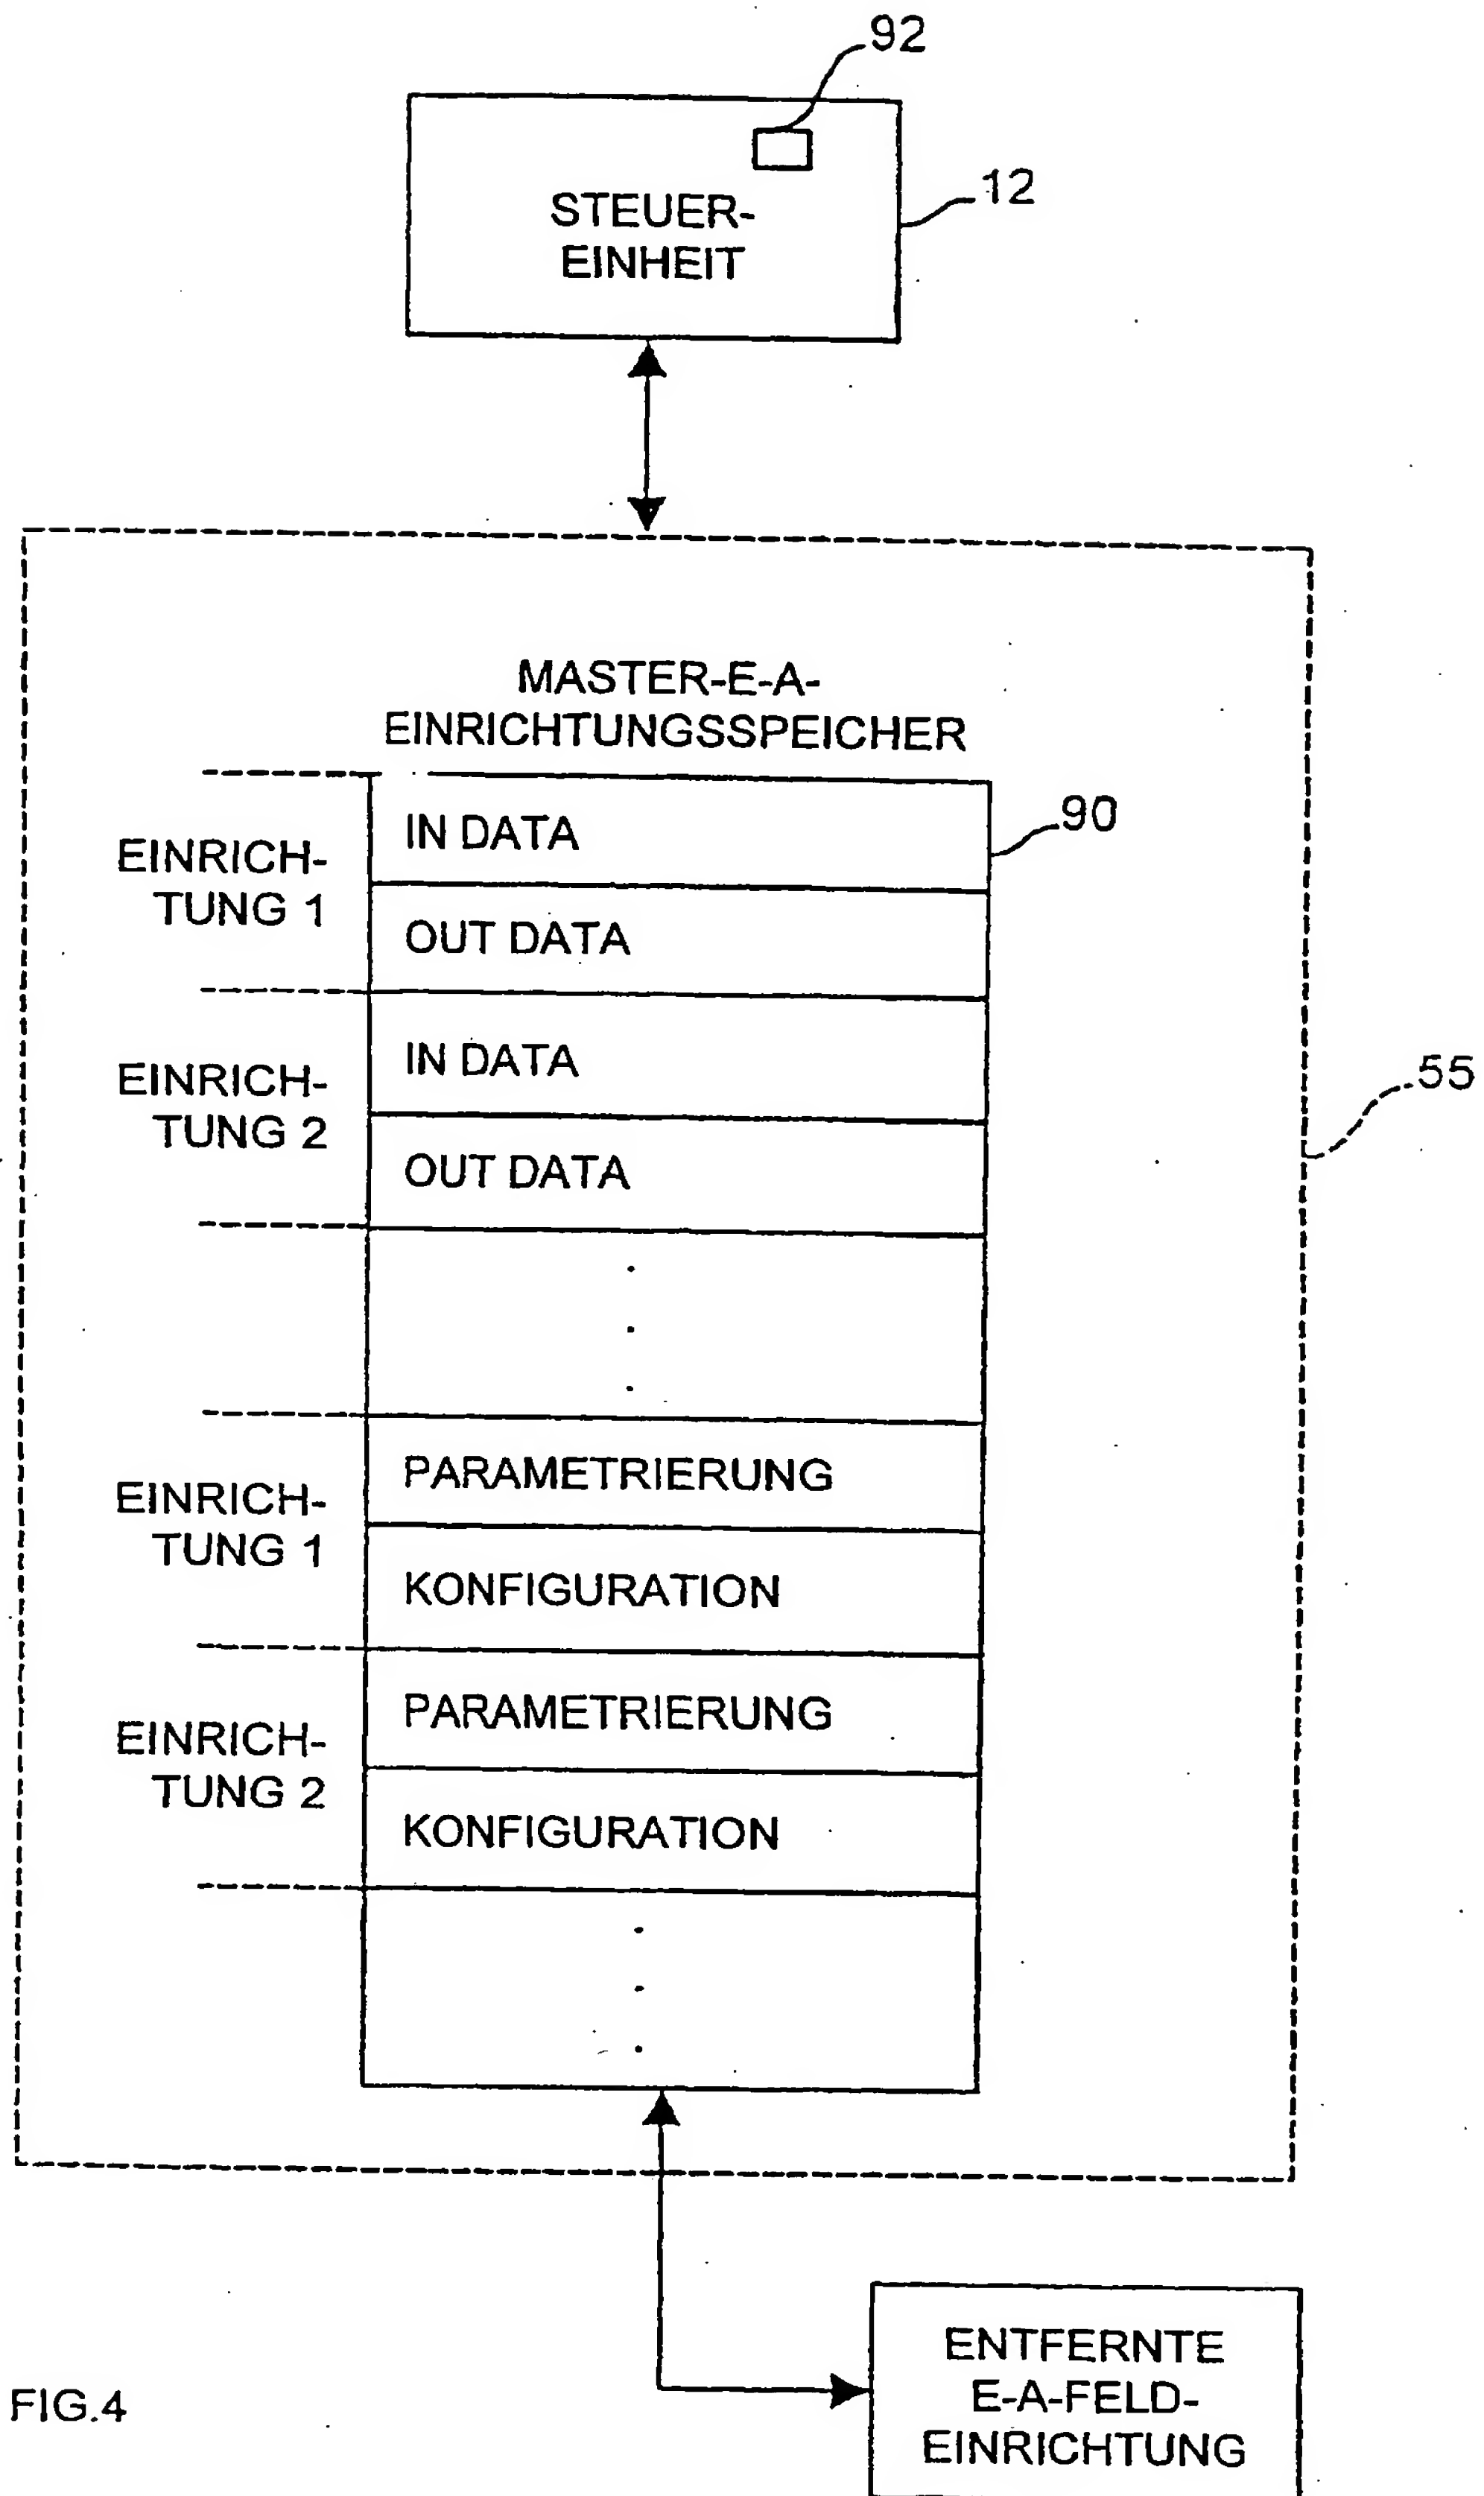 92
12
STEUER-
EINHEIT
MASTER-E-A-
EINRICHTUNGSSPEICHER
90
EINRICH-
TUNG 1
IN DATA
OUT DATA
EINRICH-
TUNG 2
IN DATA
OUT DATA
55
EINRICH-
TUNG 1
PARAMETRIERUNG
KONFIGURATION
EINRICH-
TUNG 2
PARAMETRIERUNG
KONFIGURATION
ENTFERNTE
E-A-FELD-
EINRICHTUNG
FIG.4